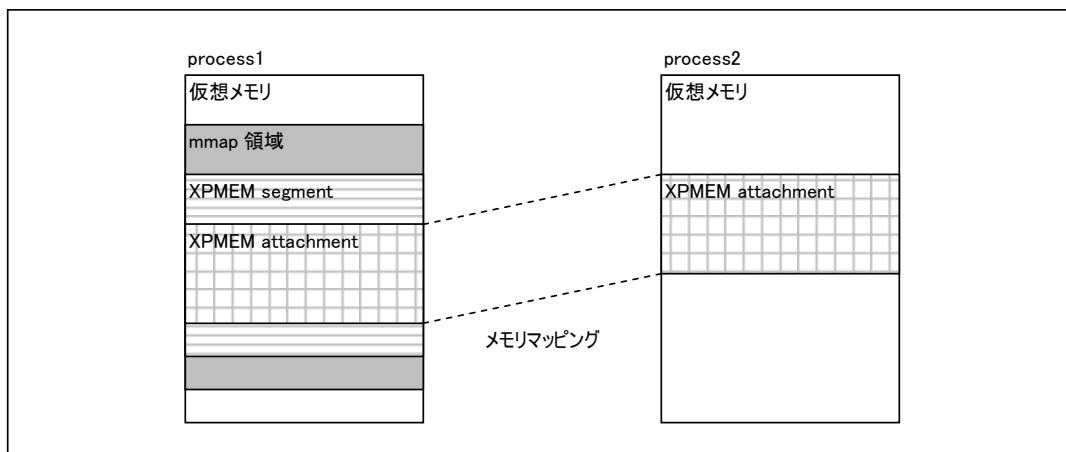 process1
仮想メモリ
mmap 領域
XPMEM segment
XPMEM attachment
process2
仮想メモリ
XPMEM attachment
メモリマッピング